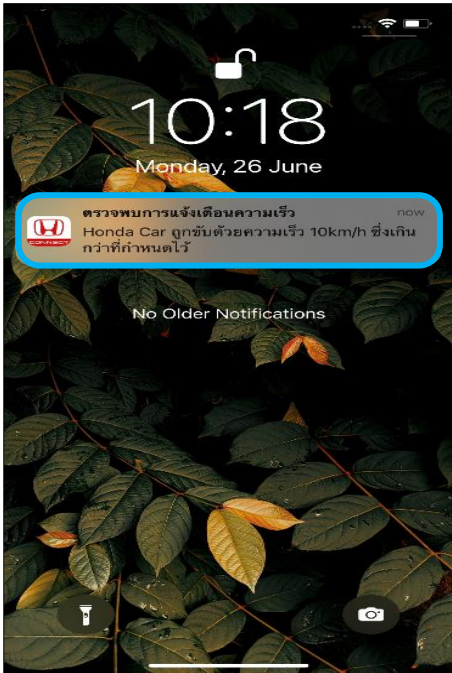 10:18
Monday, 26 June
ตรวจพบการแจ้งเตือนความเร็ว now
Honda Car ถูกขับด้วยความเร็ว 10km/h ซึ่งเกิน
กว่าที่กำหนดไว้
CONNECT
No Older Notifications